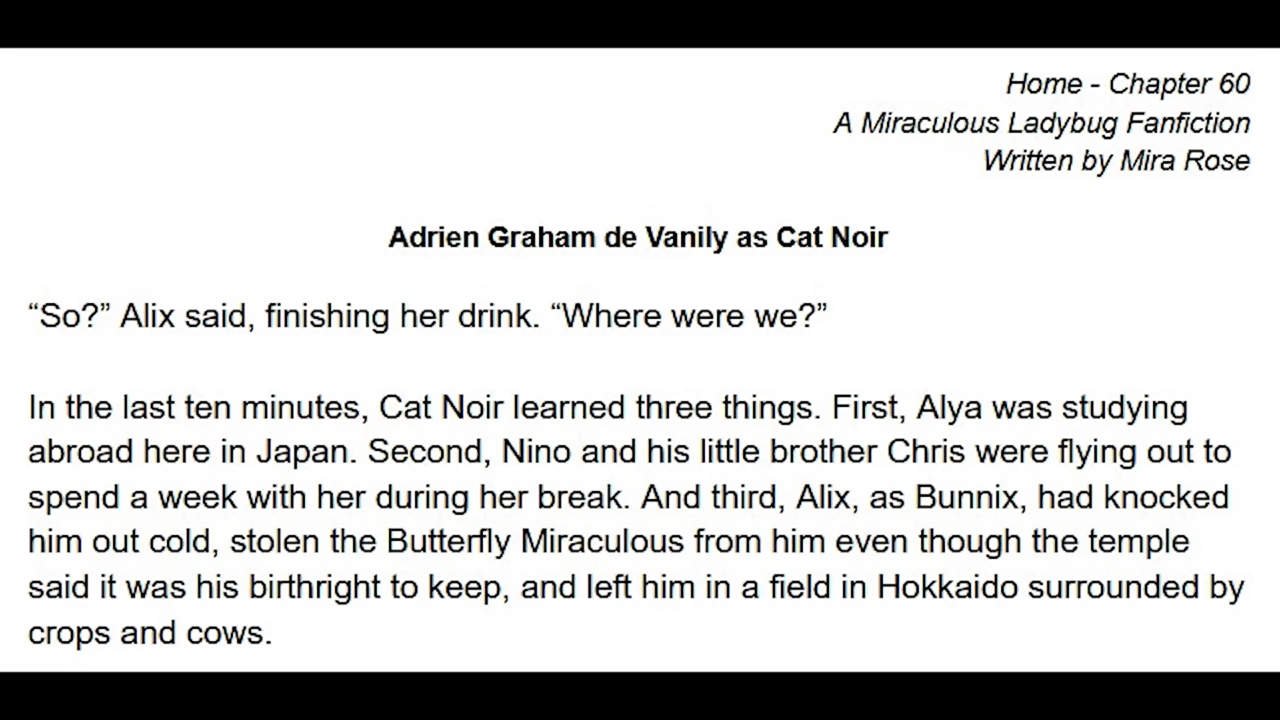 Home - Chapter 60
A Miraculous Ladybug Fanfiction
Written by Mira Rose
Adrien Graham de Vanily as Cat Noir
“So?” Alix said, finishing her drink. “Where were we?”
In the last ten minutes, Cat Noir learned three things. First, Alya was studying
abroad here in Japan. Second, Nino and his little brother Chris were flying out to
spend a week with her during her break. And third, Alix, as Bunnix, had knocked
him out cold, stolen the Butterfly Miraculous from him even though the temple
said it was his birthright to keep, and left him in a field in Hokkaido surrounded by
crops and cows.